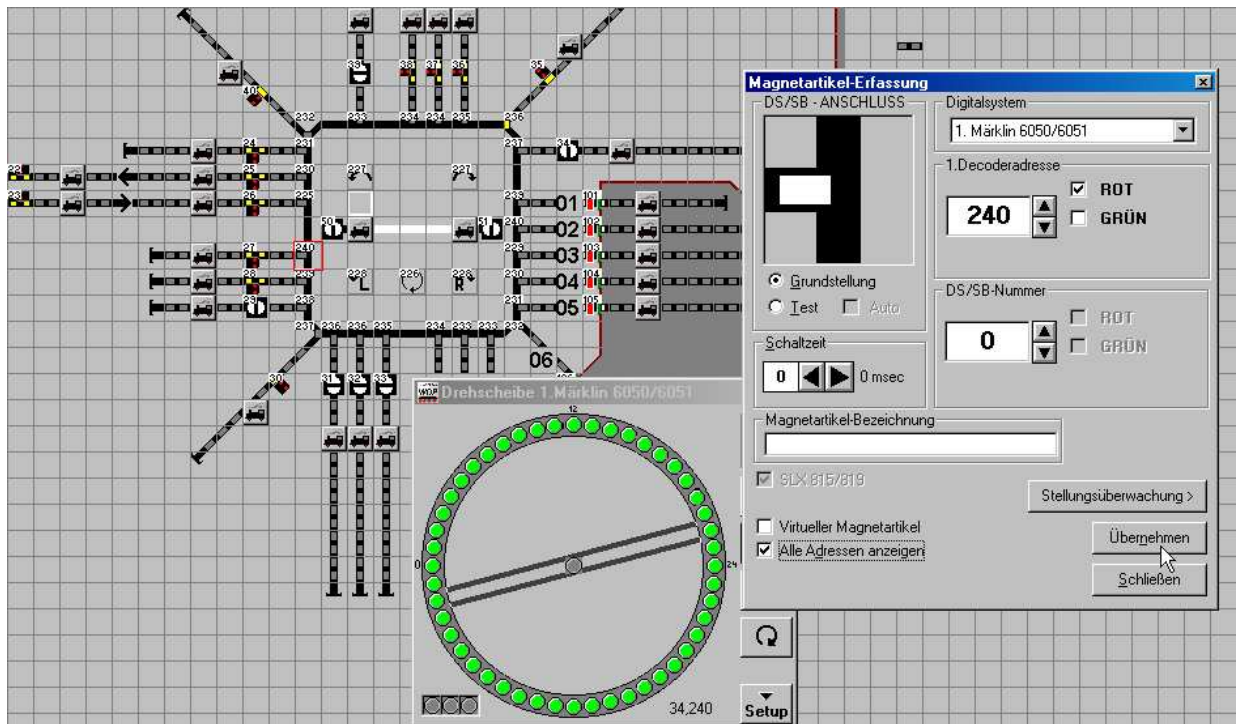 39 38 37 36 35
40
232 233 234 234 235 236
24 231 237 34
22 25 230 227 227
23 26 225 239 01 101
50 51 240 02 102
27 240 229 03 103
28 239 228 L 226 228 R 230 04 104
29 238 231 05 105
237 236 236 235 234 233 233 232
06
30 31 32 33
WDP Drehscheibe 1.Märklin 6050/6051
12
0
24
34,240
Setup
Magnetartikel-Erfassung
DS/SB - ANSCHLUSS
Grundstellung
Test Auto
Schaltzeit
0 0 msec
Digitalsystem
1. Märklin 6050/6051
1.Decoderadresse
240
ROT
GRÜN
DS/SB-Nummer
0
ROT
GRÜN
Magnetartikel-Bezeichnung
SLX 815/819
Stellungsüberwachung >
Virtueller Magnetartikel
Alle Adressen anzeigen
Übernehmen
Schließen